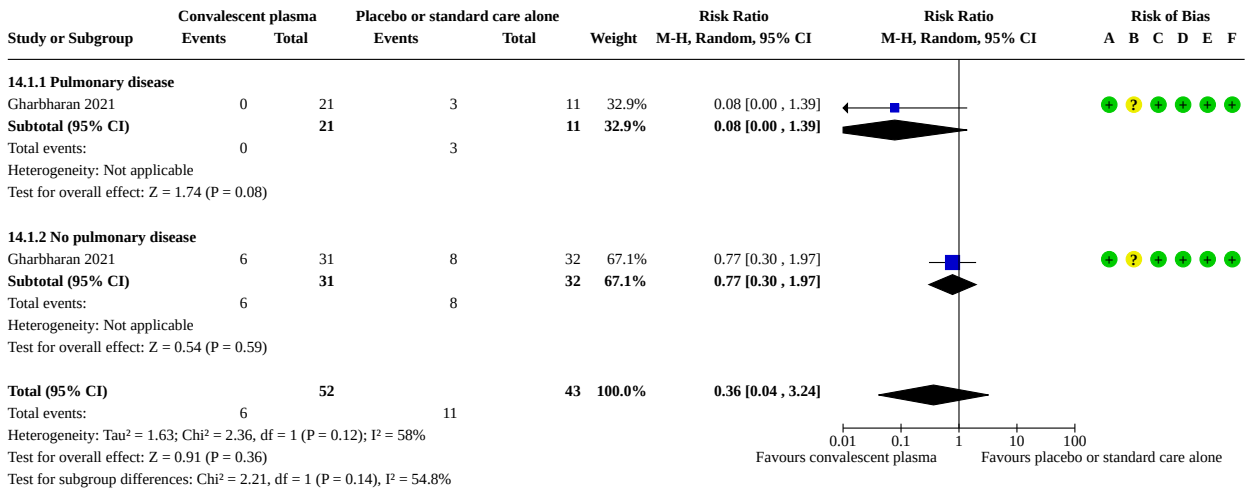 Convalescent plasma Placebo or standard care alone Risk Ratio Risk Ratio Risk of Bias
Study or Subgroup Events Total Events Total Weight M-H, Random, 95% CI M-H, Random, 95% CI A B C D E F
14.1.1 Pulmonary disease
Gharbharan 2021 0 21 3 11 32.9% 0.08 [0.00 , 1.39] + ? + + + +
Subtotal (95% CI) 21 11 32.9% 0.08 [0.00 , 1.39]
Total events: 0 3
Heterogeneity: Not applicable
Test for overall effect: Z = 1.74 (P = 0.08)
14.1.2 No pulmonary disease
Gharbharan 2021 6 31 8 32 67.1% 0.77 [0.30 , 1.97] + ? + + + +
Subtotal (95% CI) 31 32 67.1% 0.77 [0.30 , 1.97]
Total events: 6 8
Heterogeneity: Not applicable
Test for overall effect: Z = 0.54 (P = 0.59)
Total (95% CI) 52 43 100.0% 0.36 [0.04 , 3.24]
Total events: 6 11
Heterogeneity: Tau² = 1.63; Chi² = 2.36, df = 1 (P = 0.12); I² = 58%
0.01 0.1 1 10 100
Test for overall effect: Z = 0.91 (P = 0.36) Favours convalescent plasma Favours placebo or standard care alone
Test for subgroup differences: Chi² = 2.21, df = 1 (P = 0.14), I² = 54.8%